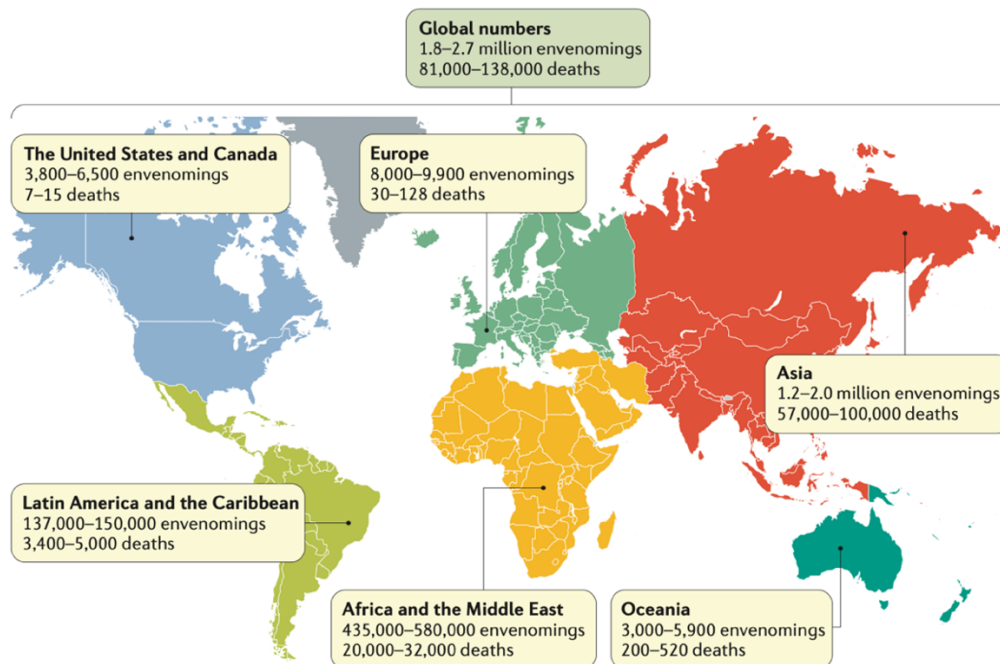 Global numbers
1.8–2.7 million envenomings
81,000–138,000 deaths
The United States and Canada
3,800–6,500 envenomings
7–15 deaths
Europe
8,000–9,900 envenomings
30–128 deaths
Asia
1.2–2.0 million envenomings
57,000–100,000 deaths
Latin America and the Caribbean
137,000–150,000 envenomings
3,400–5,000 deaths
Africa and the Middle East
435,000–580,000 envenomings
20,000–32,000 deaths
Oceania
3,000–5,900 envenomings
200–520 deaths